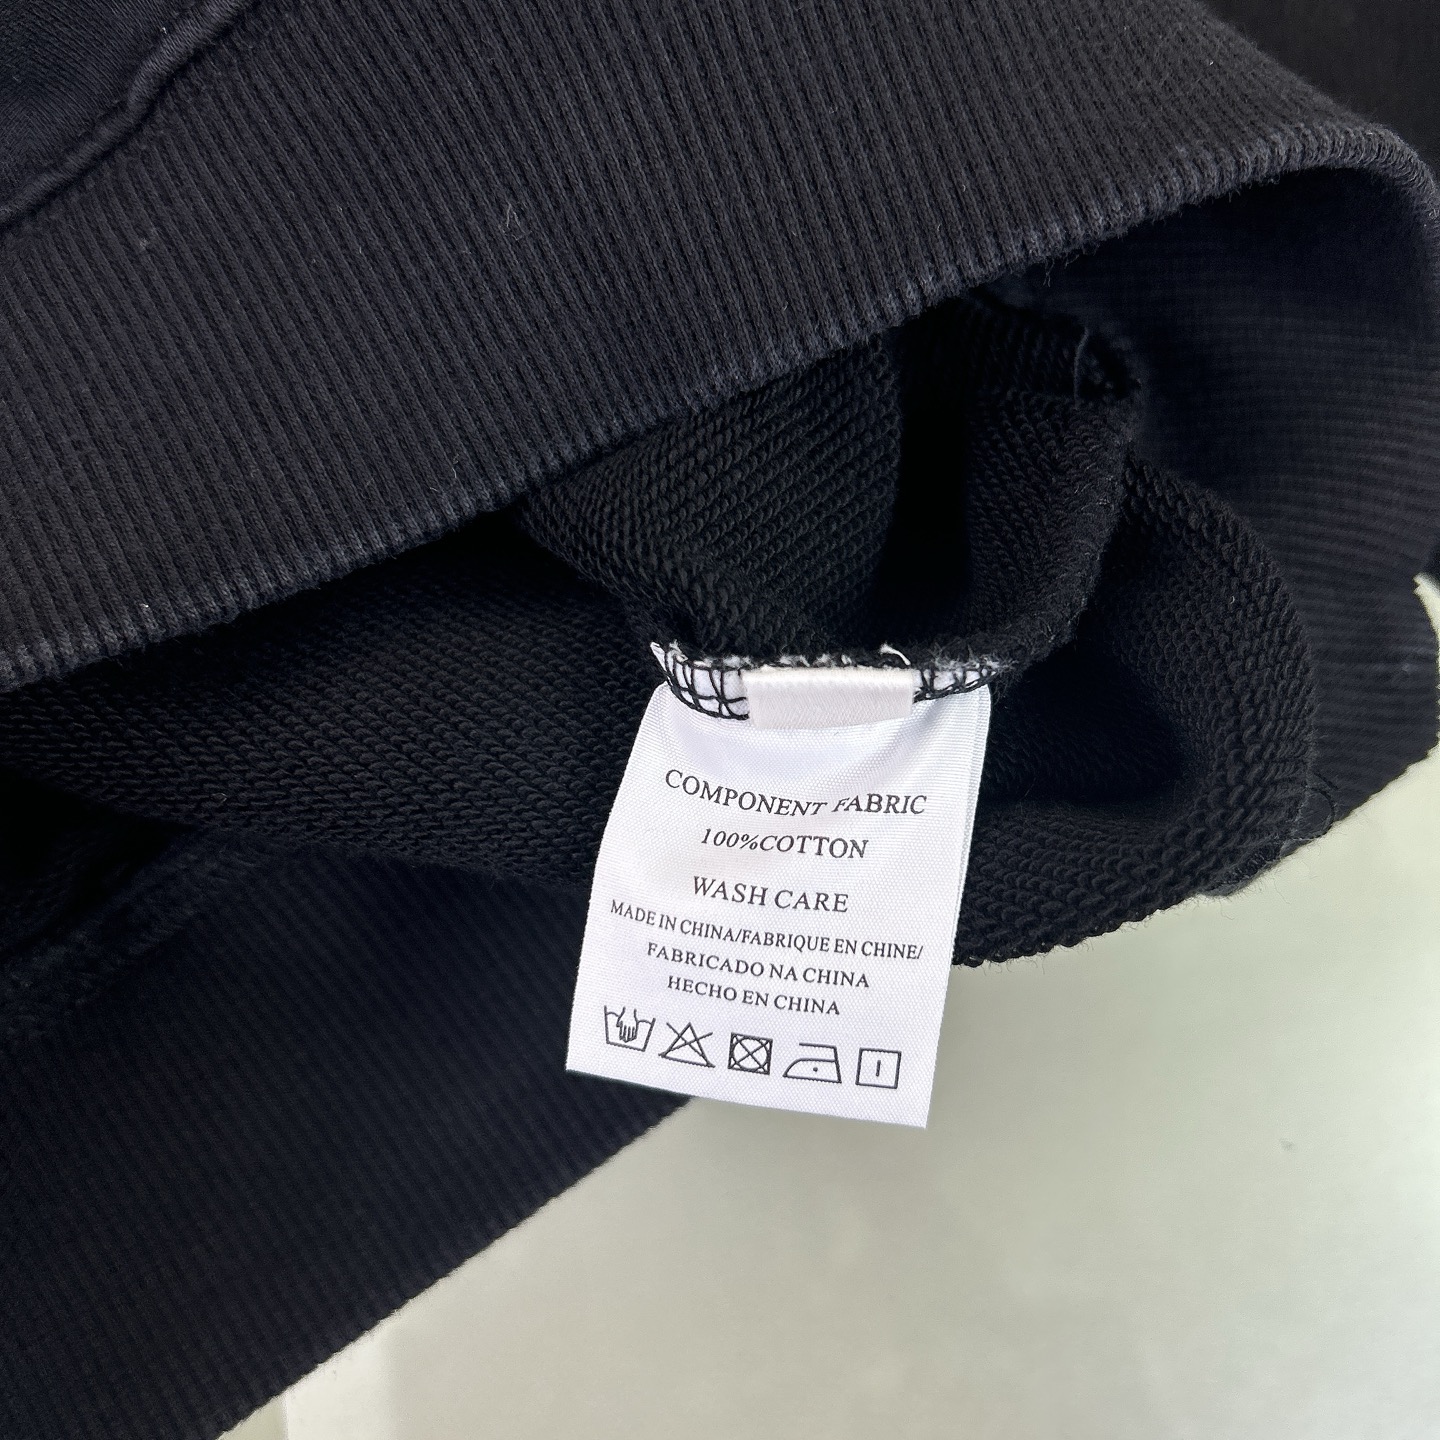 COMPONENT FABRIC
100%COTTON
WASH CARE
MADE IN CHINA/FABRIQUE EN CHINE/
FABRICADO NA CHINA
HECHO EN CHINA